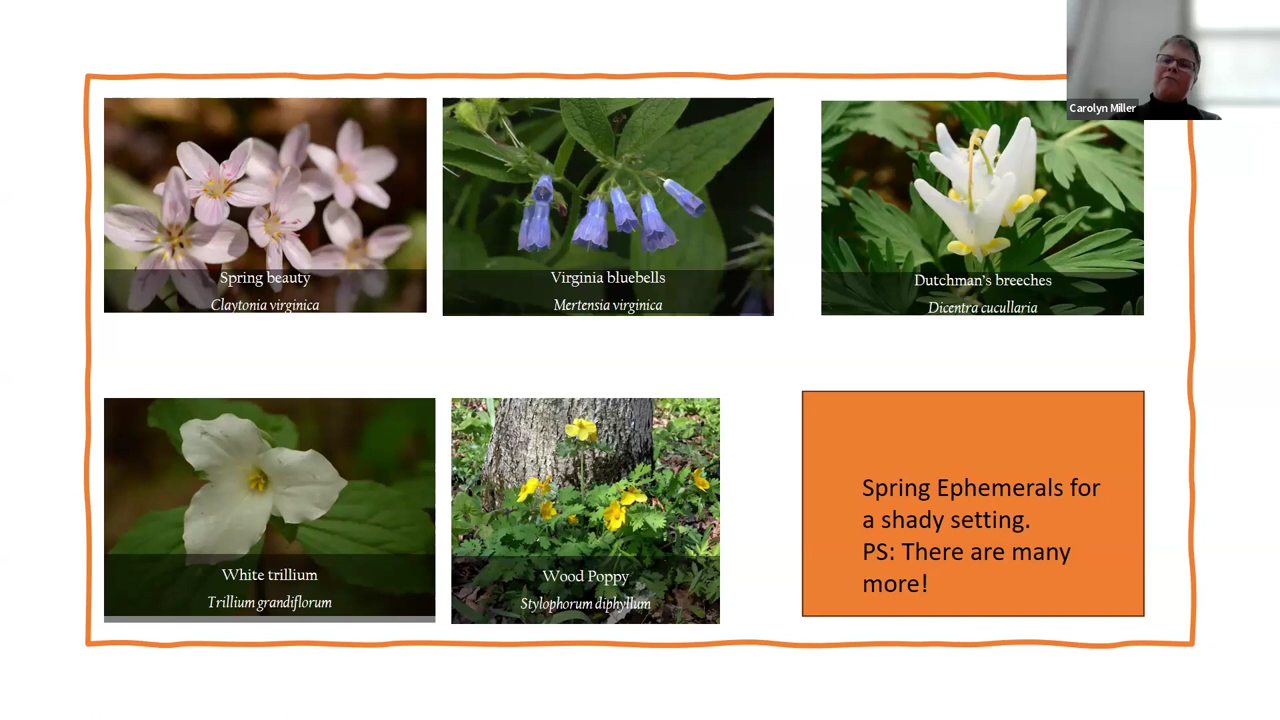 Carolyn Miller
Spring beauty
Claytonia virginica
Virginia bluebells
Mertensia virginica
Dutchman's breeches
Dicentra cucullaria
White trillium
Trillium grandiflorum
Wood Poppy
Stylophorum diphyllum
Spring Ephemerals for
a shady setting.
PS: There are many
more!